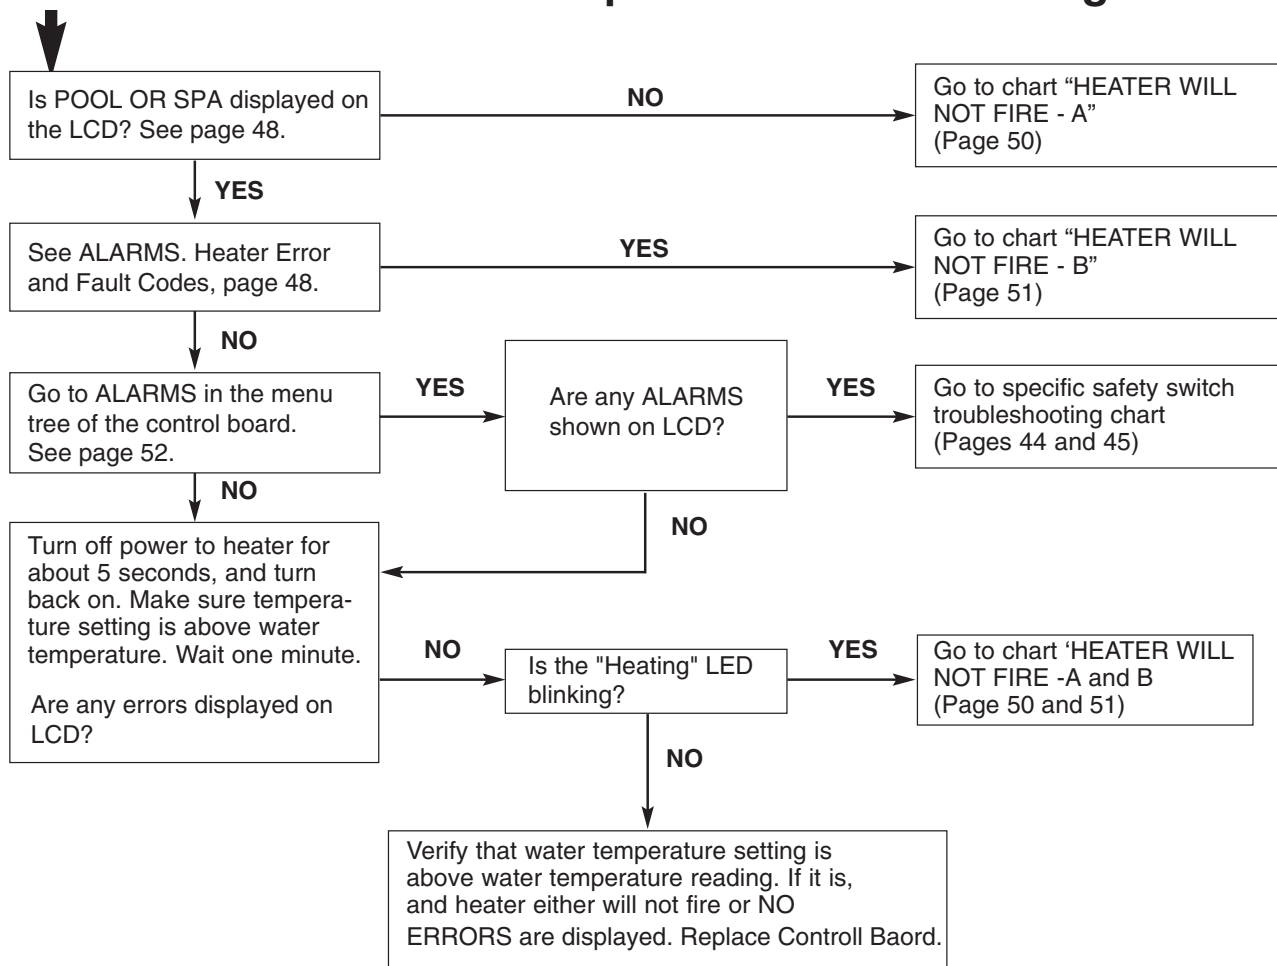 Is POOL OR SPA displayed on
the LCD? See page 48.
NO
Go to chart “HEATER WILL
NOT FIRE - A”
(Page 50)
YES
See ALARMS. Heater Error
and Fault Codes, page 48.
YES
Go to chart “HEATER WILL
NOT FIRE - B”
(Page 51)
NO
Go to ALARMS in the menu
tree of the control board.
See page 52.
YES
Are any ALARMS
shown on LCD?
YES
Go to specific safety switch
troubleshooting chart
(Pages 44 and 45)
NO
NO
Turn off power to heater for
about 5 seconds, and turn
back on. Make sure tempera-
ture setting is above water
temperature. Wait one minute.
Are any errors displayed on
LCD?
NO
Is the "Heating" LED
blinking?
YES
Go to chart ‘HEATER WILL
NOT FIRE -A and B
(Page 50 and 51)
NO
Verify that water temperature setting is
above water temperature reading. If it is,
and heater either will not fire or NO
ERRORS are displayed. Replace Controll Baord.